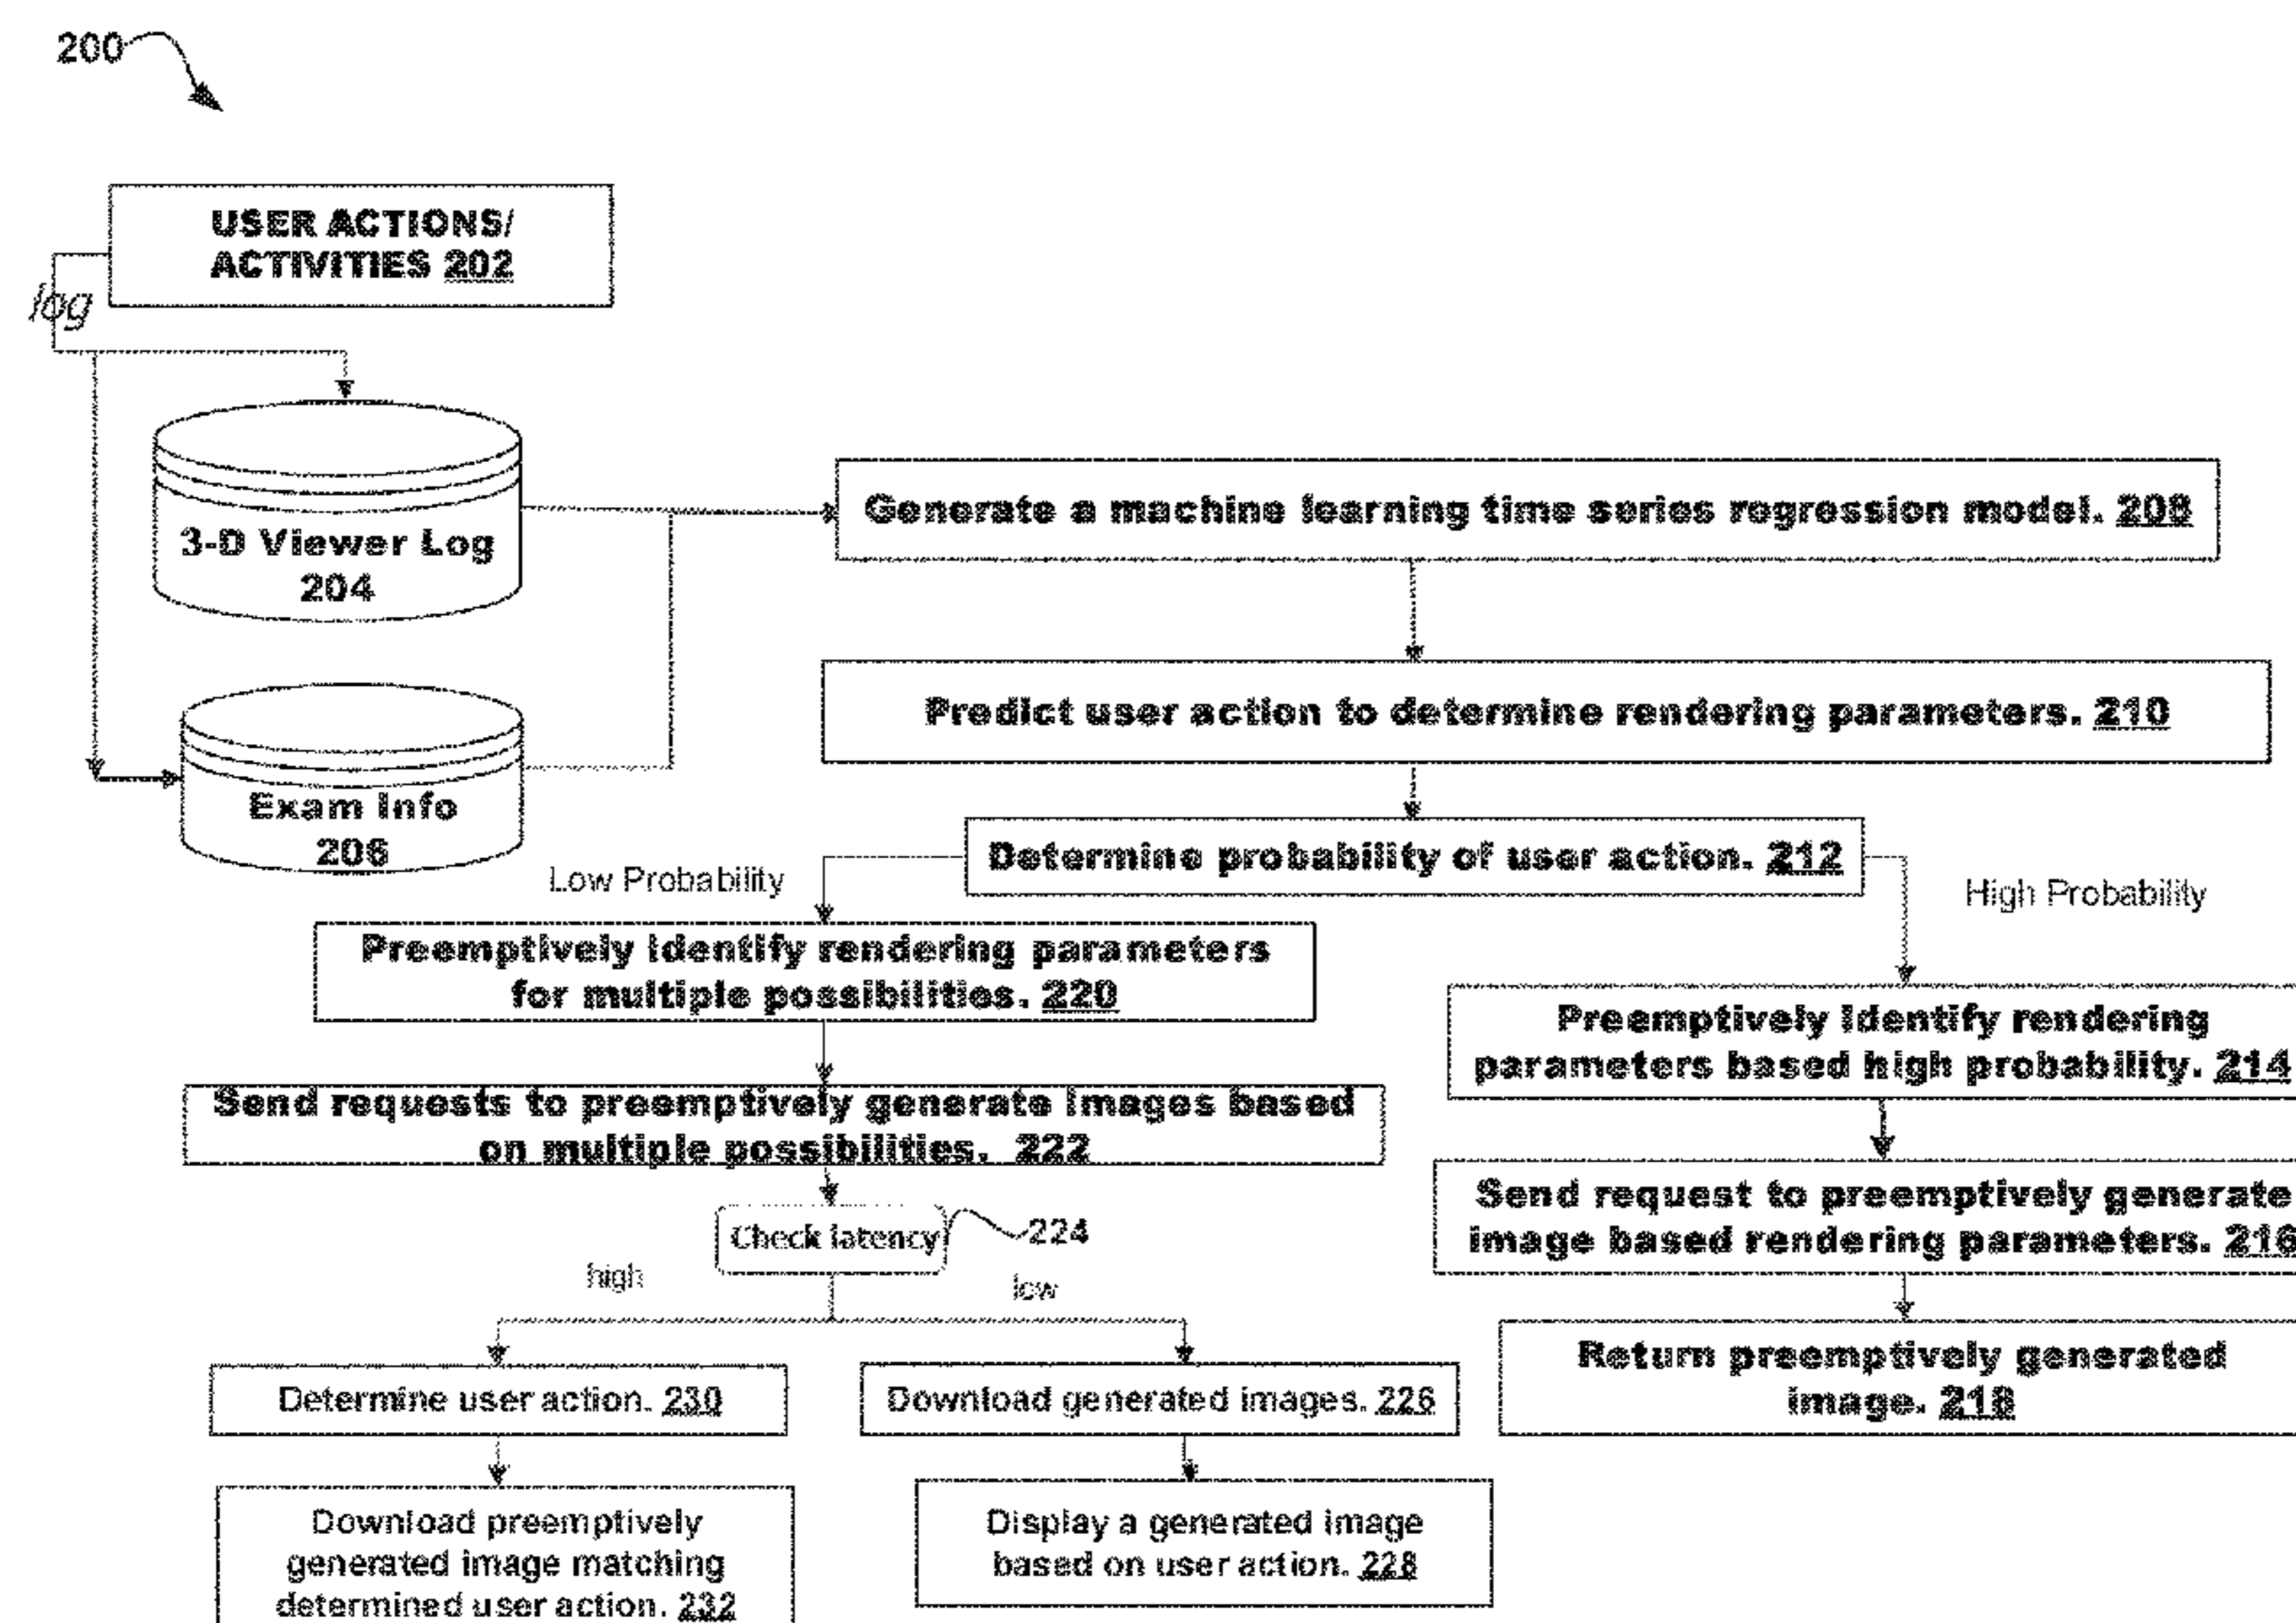 200
USER ACTIONS/
ACTIVITIES 202
log
3-D Viewer Log
204
Exam Info
206
Generate a machine learning time series regression model. 208
Predict user action to determine rendering parameters. 210
Determine probability of user action. 212
Low Probability
High Probability
Preemptively identify rendering parameters
for multiple possibilities. 220
Send requests to preemptively generate images based
on multiple possibilities. 222
Check latency
224
high
low
Determine user action. 230
Download preemptively
generated image matching
determined user action. 232
Download generated images. 226
Display a generated image
based on user action. 228
Preemptively identify rendering
parameters based high probability. 214
Send request to preemptively generate
image based rendering parameters. 216
Return preemptively generated
image. 218